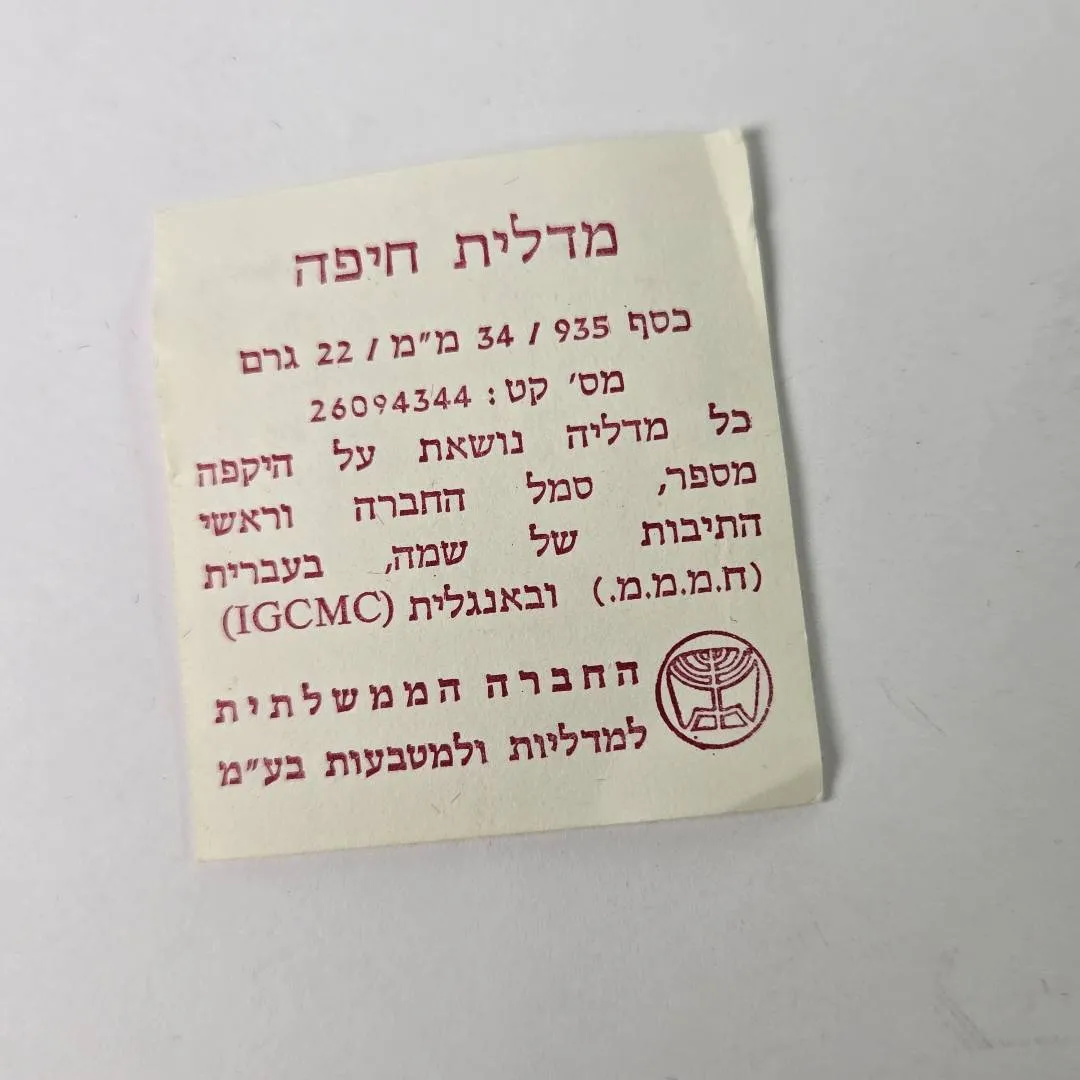 מדלית חיפה
כסף 935 / 34 מ״מ / 22 גרם
מס׳ קט: 26094344
כל מדליה נושאת על היקפה
מספר, סמל החברה וראשי
התיבות של שמה, בעברית
(ח.מ.מ.מ.) ובאנגלית (IGCMC)
החברה הממשלתית
למדליות ולמטבעות בע״מ